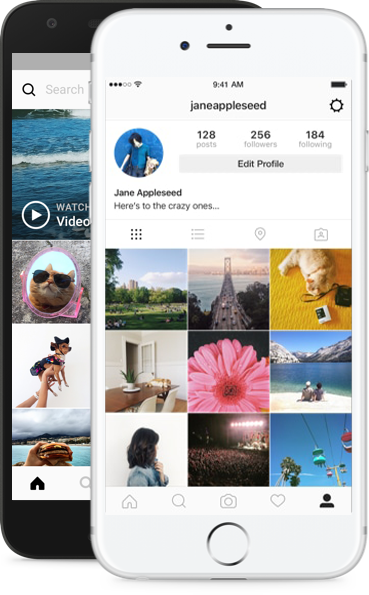 Search
WATCH
Video
9:41 AM
janeappleseed
128
posts
256
followers
184
following
Edit Profile
Jane Appleseed
Here's to the crazy ones...